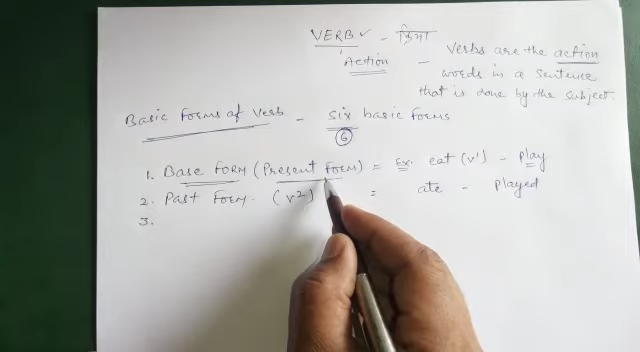 VERB - क्रिया
Action - Verbs are the action
words in a sentence
that is done by the subject.
Basic forms of Verb - six basic forms
6
1. Base Form (Present Form) = Ex. eat (v¹) - Play
2. Past Form. (v²) = ate - Played
3.